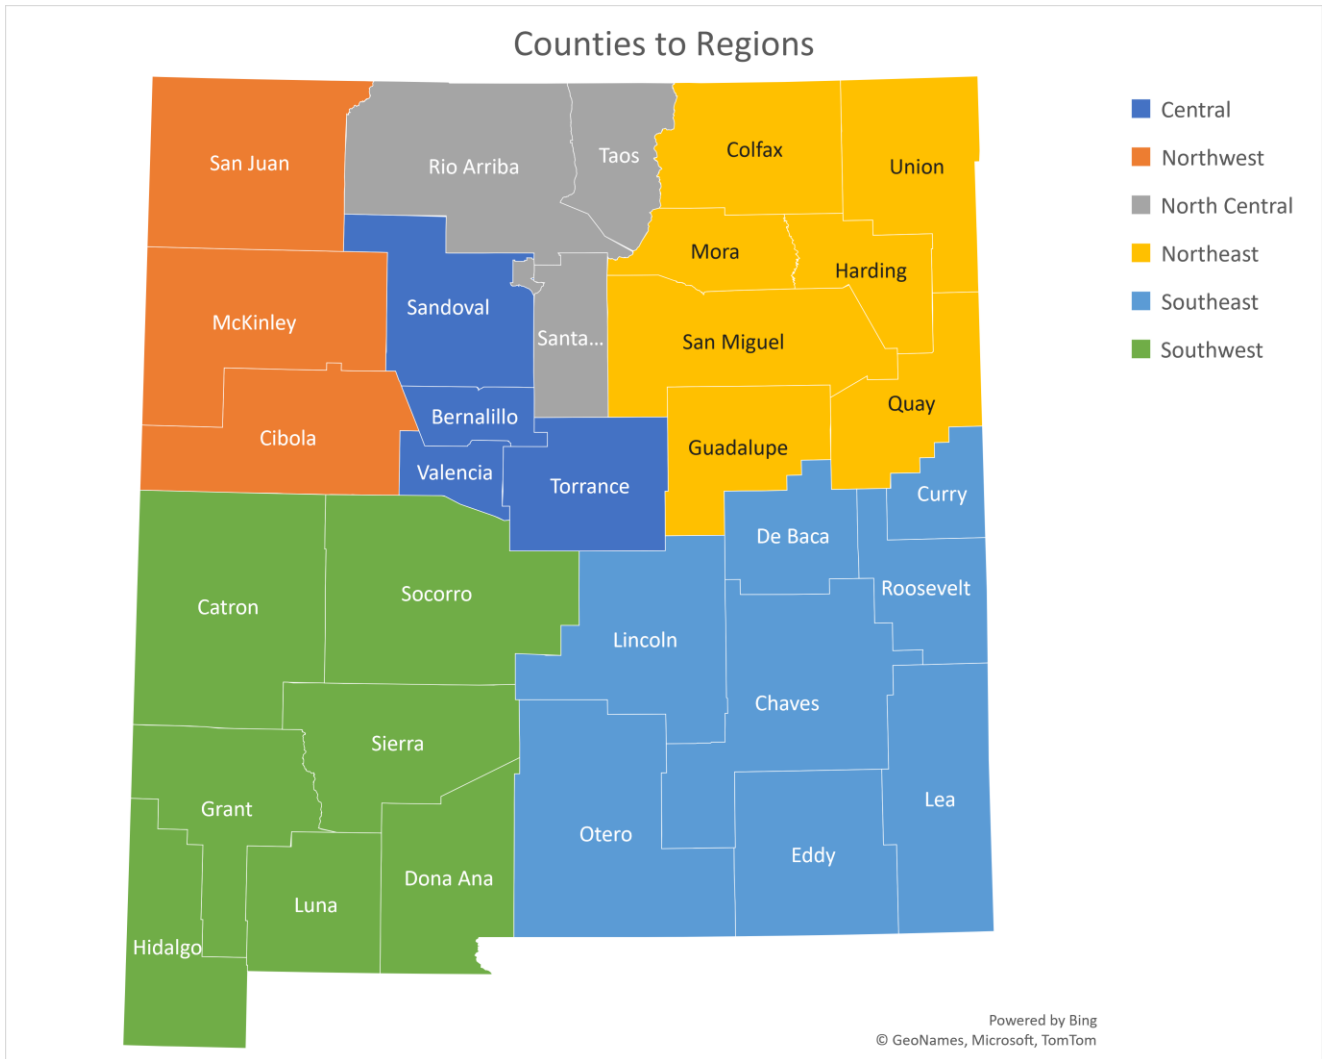 Counties to Regions
Central
Northwest
North Central
Northeast
Southeast
Southwest
San Juan
Rio Arriba
Taos
Colfax
Union
Mora
Harding
McKinley
Sandoval
Santa...
San Miguel
Quay
Cibola
Bernalillo
Guadalupe
Valencia
Torrance
Curry
De Baca
Catron
Socorro
Roosevelt
Lincoln
Chaves
Sierra
Grant
Otero
Lea
Eddy
Dona Ana
Luna
Hidalgo
Powered by Bing
© GeoNames, Microsoft, TomTom